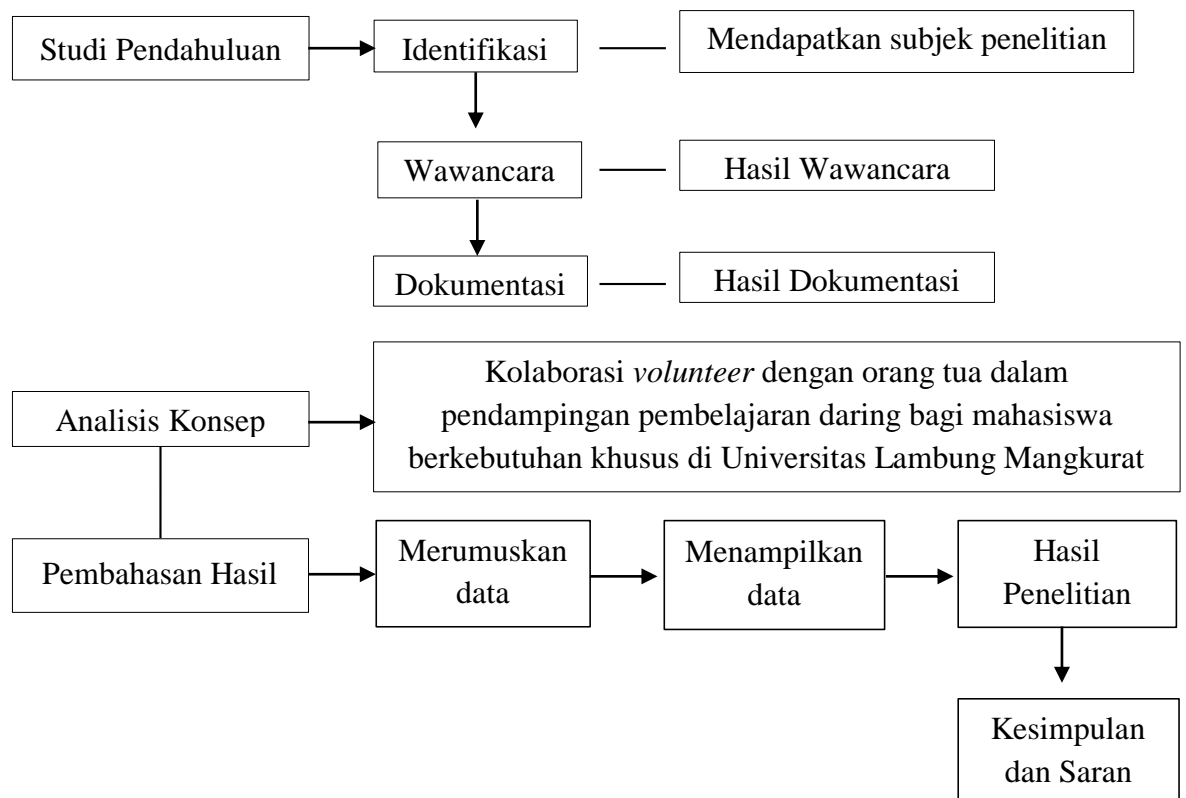 Studi Pendahuluan
Identifikasi
Mendapatkan subjek penelitian
Wawancara
Hasil Wawancara
Dokumentasi
Hasil Dokumentasi
Analisis Konsep
Kolaborasi volunteer dengan orang tua dalam
pendampingan pembelajaran daring bagi mahasiswa
berkebutuhan khusus di Universitas Lambung Mangkurat
Pembahasan Hasil
Merumuskan
data
Menampilkan
data
Hasil
Penelitian
Kesimpulan
dan Saran